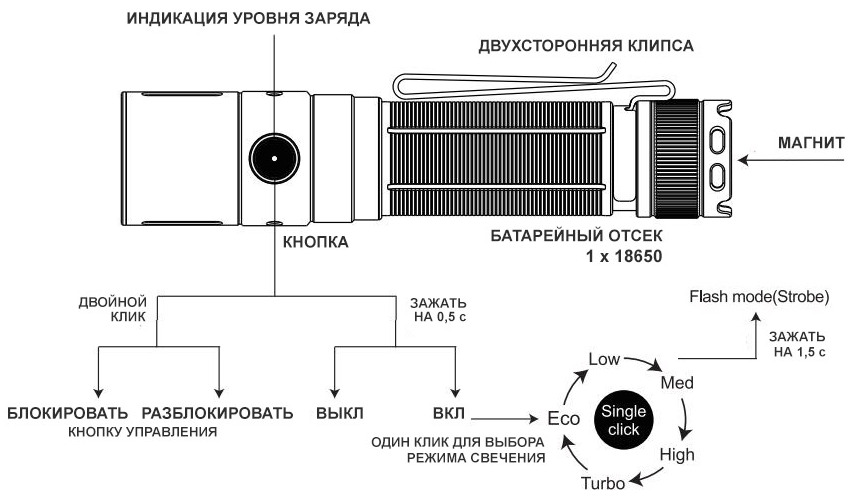 ИНДИКАЦИЯ УРОВНЯ ЗАРЯДА
ДВУХСТОРОННЯЯ КЛИПСА
МАГНИТ
КНОПКА
БАТАРЕЙНЫЙ ОТСЕК
1 x 18650
ДВОЙНОЙ
КЛИК
ЗАЖАТЬ
НА 0,5 с
Flash mode(Strobe)
ЗАЖАТЬ
НА 1,5 с
БЛОКИРОВАТЬ
РАЗБЛОКИРОВАТЬ
КНОПКУ УПРАВЛЕНИЯ
ВЫКЛ
ВКЛ
ОДИН КЛИК ДЛЯ ВЫБОРА
РЕЖИМА СВЕЧЕНИЯ
Eco
Low
Med
High
Turbo
Single
click